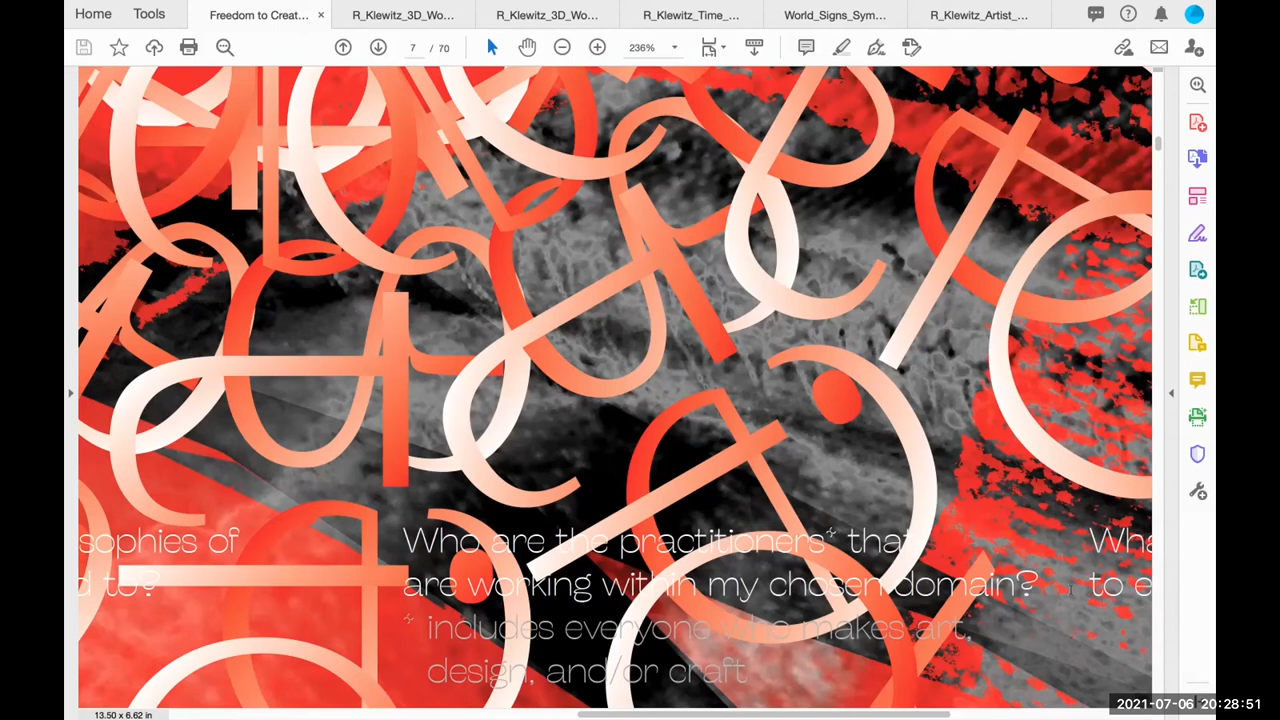 Home
Tools
Freedom to Creat...
×
R_Klewitz_3D_Wo...
R_Klewitz_3D_Wo...
R_Klewitz_Time_...
World_Signs_Sym...
R_Klewitz_Artist_...
7 / 70
236%
sophies of
d to?
Who are the practitioners* that
are working within my chosen domain?
* includes everyone who makes art,
design, and/or craft
Wha
to e
13.50 x 6.62 in
2021-07-06 20:28:51